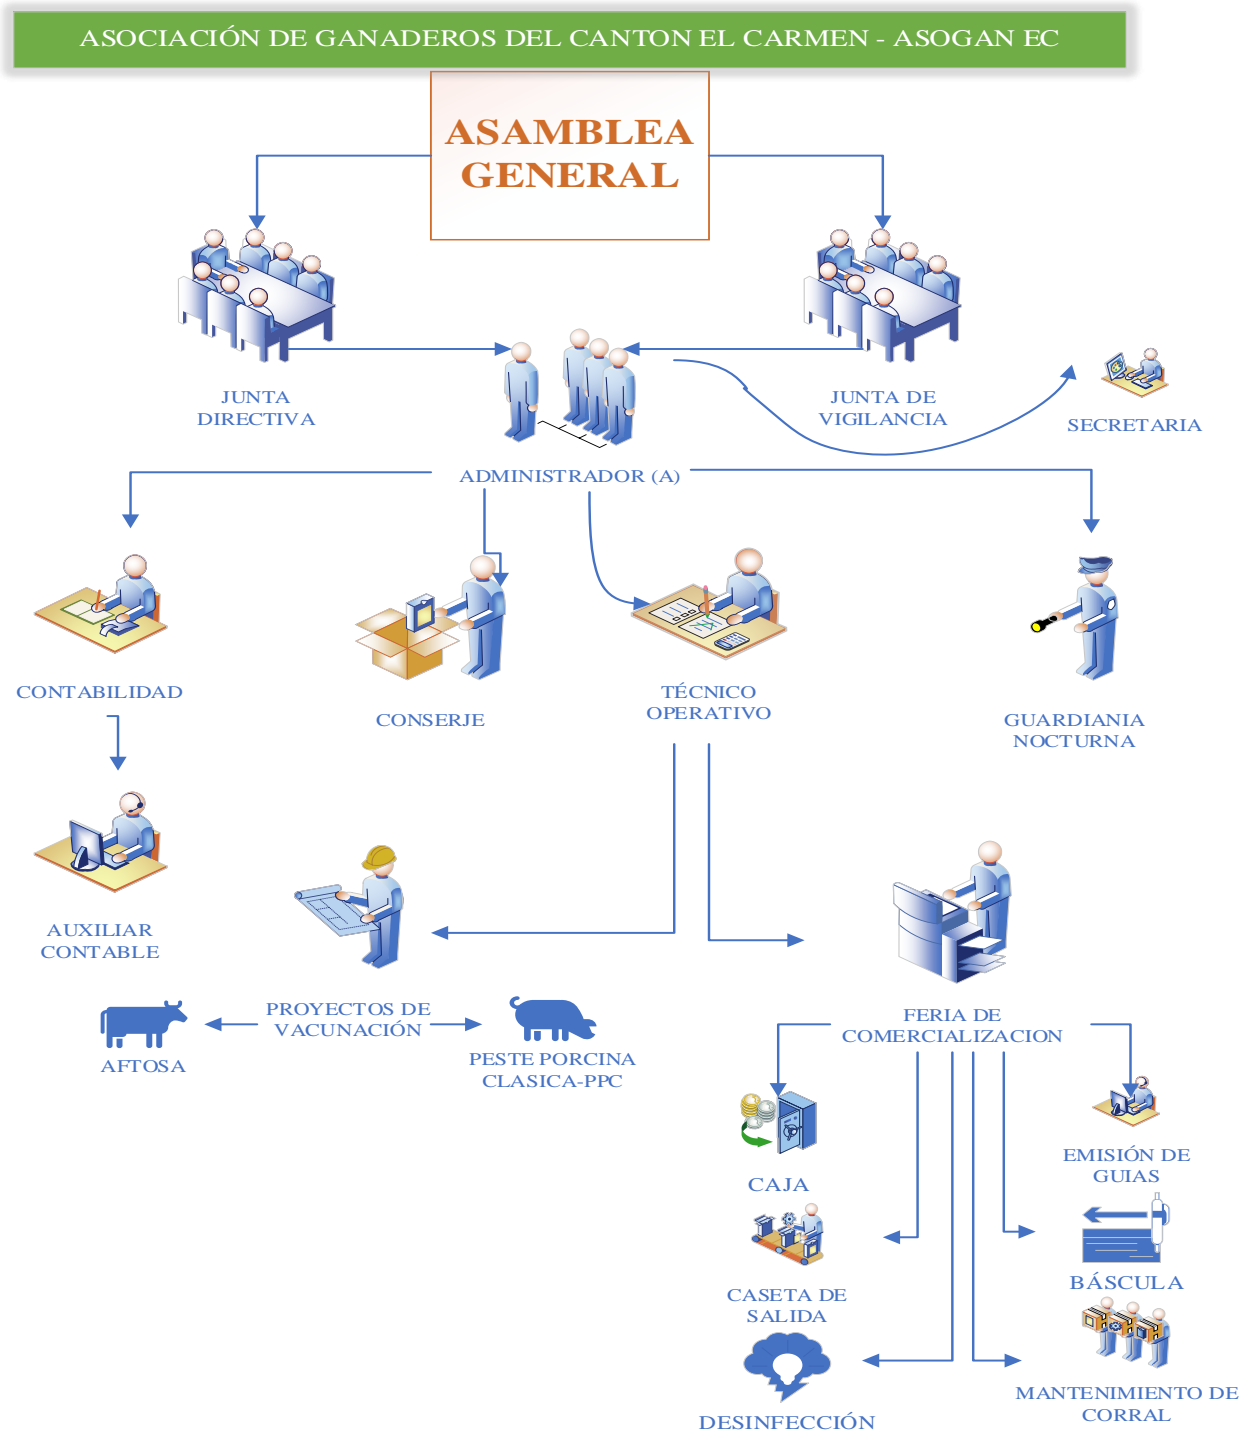 ASOCIACIÓN DE GANADEROS DEL CANTON EL CARMEN - ASOGAN EC
ASAMBLEA
GENERAL
JUNTA
DIRECTIVA
JUNTA DE
VIGILANCIA
SECRETARIA
ADMINISTRADOR (A)
CONTABILIDAD
CONSERJE
TÉCNICO
OPERATIVO
GUARDIANIA
NOCTURNA
AUXILIAR
CONTABLE
PROYECTOS DE
VACUNACIÓN
AFTOSA
PESTE PORCINA
CLASICA-PPC
FERIA DE
COMERCIALIZACION
CAJA
EMISIÓN DE
GUIAS
CASETA DE
SALIDA
BÁSCULA
DESINFECCIÓN
MANTENIMIENTO DE
CORRAL